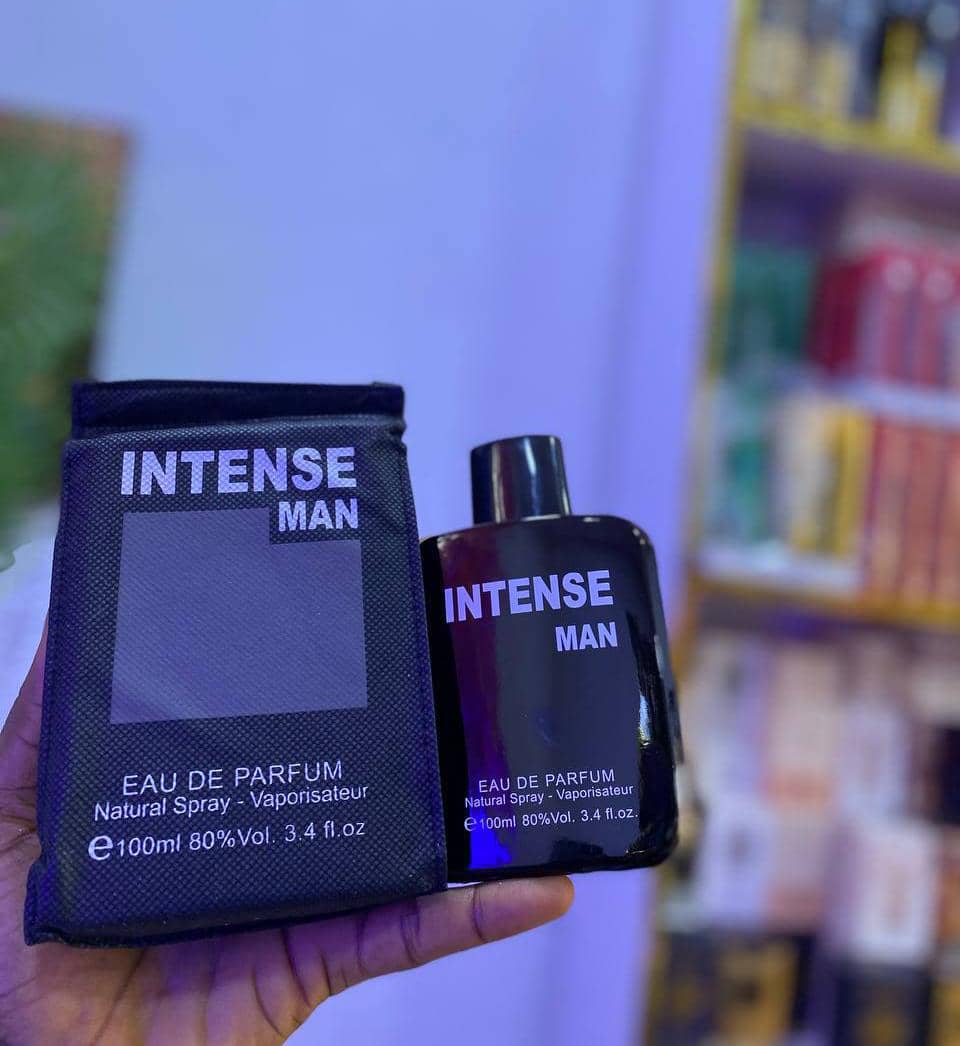 INTENSE
MAN
EAU DE PARFUM
Natural Spray - Vaporisateur
℮100ml 80%Vol. 3.4 fl.oz
INTENSE
MAN
EAU DE PARFUM
Natural Spray - Vaporisateur
℮100ml 80%Vol. 3.4 fl.oz.